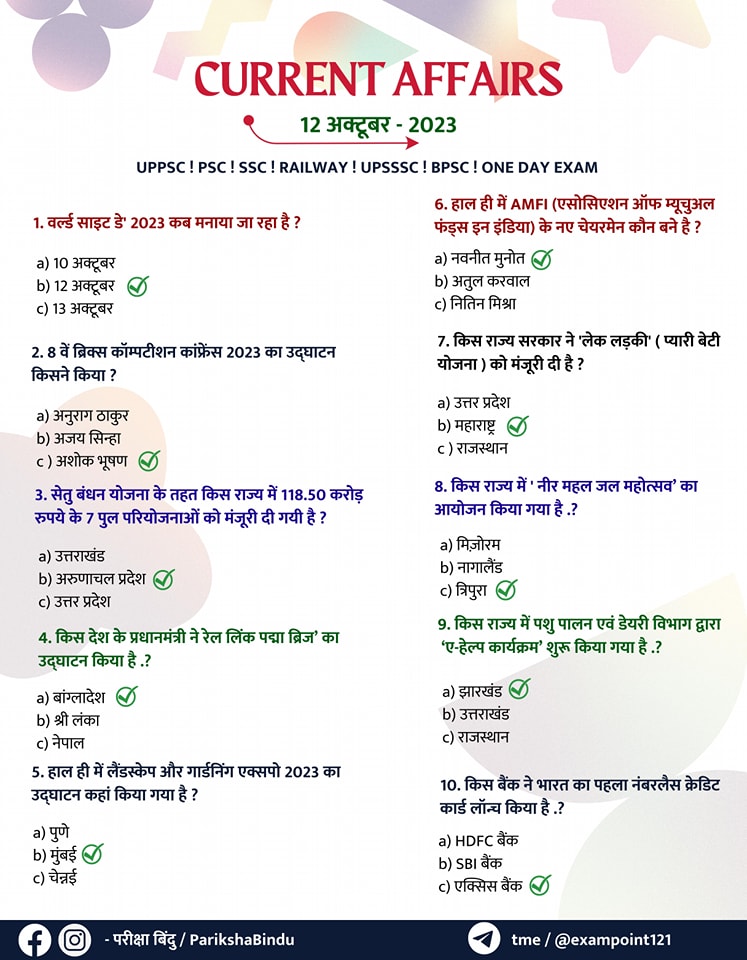 CURRENT AFFAIRS
12 अक्टूबर - 2023
UPPSC ! PSC ! SSC ! RAILWAY ! UPSSSC ! BPSC ! ONE DAY EXAM
1. वर्ल्ड साइट डे' 2023 कब मनाया जा रहा है ?
a) 10 अक्टूबर
b) 12 अक्टूबर
c) 13 अक्टूबर
2. 8 वें ब्रिक्स कॉम्पटीशन कांफ्रेंस 2023 का उद्घाटन
किसने किया ?
a) अनुराग ठाकुर
b) अजय सिन्हा
c ) अशोक भूषण
3. सेतु बंधन योजना के तहत किस राज्य में 118.50 करोड़
रुपये के 7 पुल परियोजनाओं को मंजूरी दी गयी है ?
a) उत्तराखंड
b) अरुणाचल प्रदेश
c) उत्तर प्रदेश
4. किस देश के प्रधानमंत्री ने रेल लिंक पद्मा ब्रिज’ का
उद्घाटन किया है .?
a) बांग्लादेश
b) श्री लंका
c) नेपाल
5. हाल ही में लैंडस्केप और गार्डनिंग एक्सपो 2023 का
उद्घाटन कहां किया गया है ?
a) पुणे
b) मुंबई
c) चेन्नई
6. हाल ही में AMFI (एसोसिएशन ऑफ म्यूचुअल
फंड्स इन इंडिया) के नए चेयरमेन कौन बने है ?
a) नवनीत मुनोत
b) अतुल करवाल
c) नितिन मिश्रा
7. किस राज्य सरकार ने 'लेक लड़की' ( प्यारी बेटी
योजना ) को मंजूरी दी है ?
a) उत्तर प्रदेश
b) महाराष्ट्र
c ) राजस्थान
8. किस राज्य में ' नीर महल जल महोत्सव’ का
आयोजन किया गया है .?
a) मिज़ोरम
b) नागालैंड
c) त्रिपुरा
9. किस राज्य में पशु पालन एवं डेयरी विभाग द्वारा
‘ए-हेल्प कार्यक्रम’ शुरू किया गया है .?
a) झारखंड
b) उत्तराखंड
c) राजस्थान
10. किस बैंक ने भारत का पहला नंबरलैस क्रेडिट
कार्ड लॉन्च किया है .?
a) HDFC बैंक
b) SBI बैंक
c) एक्सिस बैंक
- परीक्षा बिंदु / ParikshaBindu
tme / @exampoint121